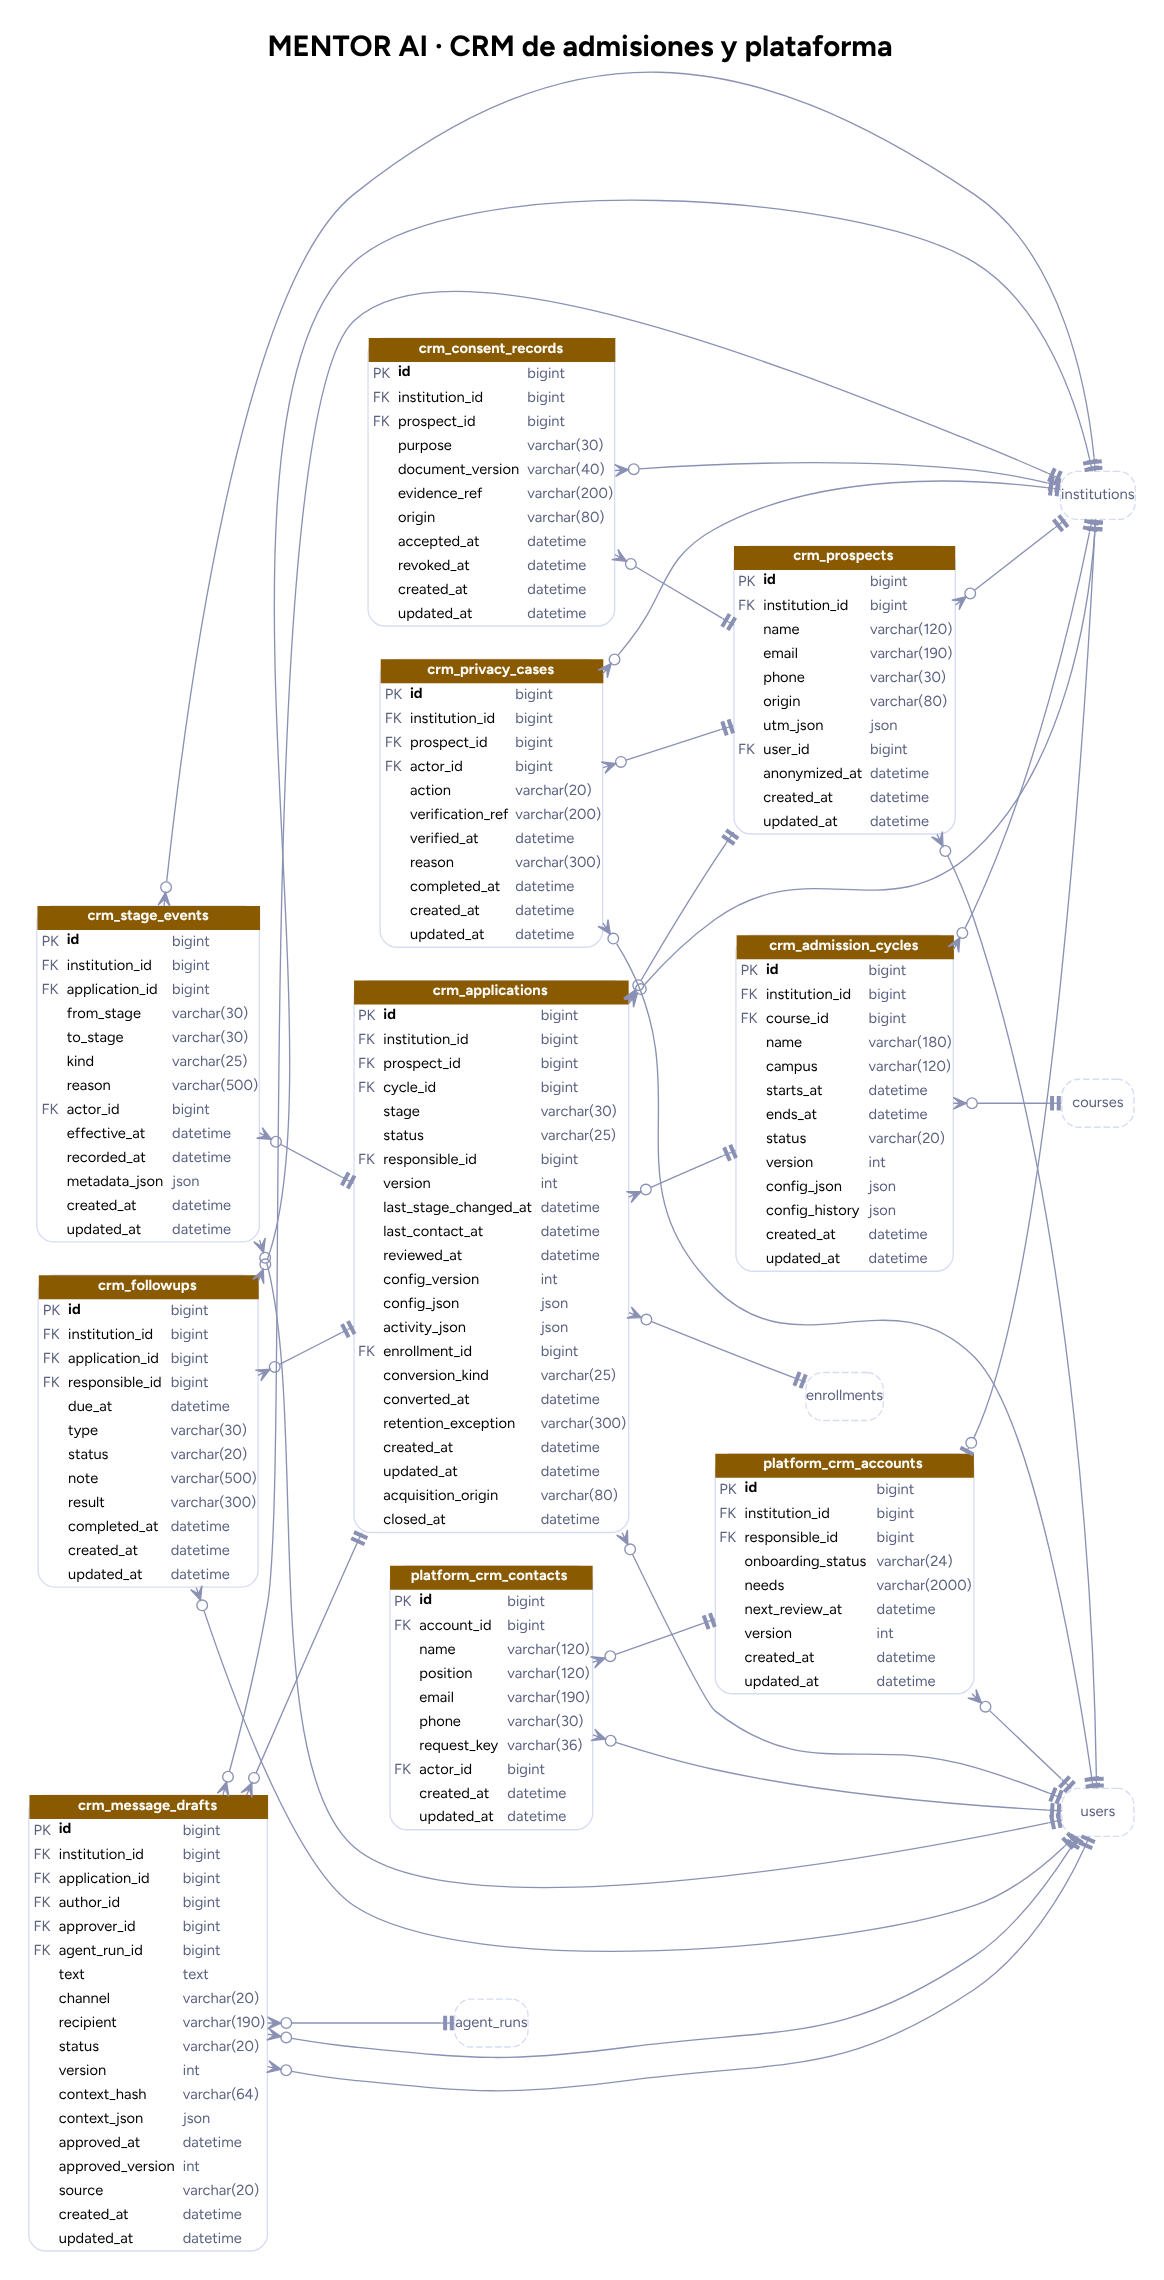 MENTOR AI · CRM de admisiones y plataforma
crm_consent_records
PK id bigint
FK institution_id bigint
FK prospect_id bigint
purpose varchar(30)
document_version varchar(40)
evidence_ref varchar(200)
origin varchar(80)
accepted_at datetime
revoked_at datetime
created_at datetime
updated_at datetime
institutions
crm_prospects
PK id bigint
FK institution_id bigint
name varchar(120)
email varchar(190)
phone varchar(30)
origin varchar(80)
utm_json json
FK user_id bigint
anonymized_at datetime
created_at datetime
updated_at datetime
crm_privacy_cases
PK id bigint
FK institution_id bigint
FK prospect_id bigint
FK actor_id bigint
action varchar(20)
verification_ref varchar(200)
verified_at datetime
reason varchar(300)
completed_at datetime
created_at datetime
updated_at datetime
crm_stage_events
PK id bigint
FK institution_id bigint
FK application_id bigint
from_stage varchar(30)
to_stage varchar(30)
kind varchar(25)
reason varchar(500)
FK actor_id bigint
effective_at datetime
recorded_at datetime
metadata_json json
created_at datetime
updated_at datetime
crm_applications
PK id bigint
FK institution_id bigint
FK prospect_id bigint
FK cycle_id bigint
stage varchar(30)
status varchar(25)
FK responsible_id bigint
version int
last_stage_changed_at datetime
last_contact_at datetime
reviewed_at datetime
config_version int
config_json json
activity_json json
FK enrollment_id bigint
conversion_kind varchar(25)
converted_at datetime
retention_exception varchar(300)
created_at datetime
updated_at datetime
acquisition_origin varchar(80)
closed_at datetime
crm_admission_cycles
PK id bigint
FK institution_id bigint
FK course_id bigint
name varchar(180)
campus varchar(120)
starts_at datetime
ends_at datetime
status varchar(20)
version int
config_json json
config_history json
created_at datetime
updated_at datetime
courses
crm_followups
PK id bigint
FK institution_id bigint
FK application_id bigint
FK responsible_id bigint
due_at datetime
type varchar(30)
status varchar(20)
note varchar(500)
result varchar(300)
completed_at datetime
created_at datetime
updated_at datetime
enrollments
platform_crm_accounts
PK id bigint
FK institution_id bigint
FK responsible_id bigint
onboarding_status varchar(24)
needs varchar(2000)
next_review_at datetime
version int
created_at datetime
updated_at datetime
platform_crm_contacts
PK id bigint
FK account_id bigint
name varchar(120)
position varchar(120)
email varchar(190)
phone varchar(30)
request_key varchar(36)
FK actor_id bigint
created_at datetime
updated_at datetime
users
crm_message_drafts
PK id bigint
FK institution_id bigint
FK application_id bigint
FK author_id bigint
FK approver_id bigint
FK agent_run_id bigint
text text
channel varchar(20)
recipient varchar(190)
status varchar(20)
version int
context_hash varchar(64)
context_json json
approved_at datetime
approved_version int
source varchar(20)
created_at datetime
updated_at datetime
agent_runs